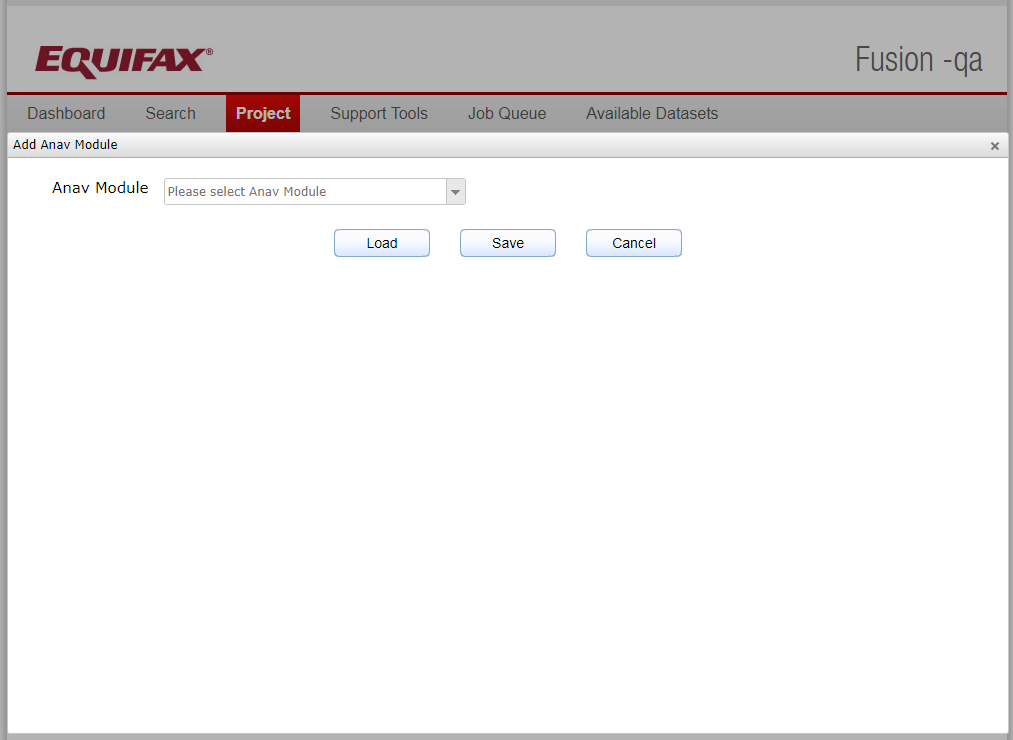 EQUIFAX®
Fusion -qa
Dashboard Search Project Support Tools Job Queue Available Datasets
Add Anav Module ×
Anav Module Please select Anav Module
Load Save Cancel